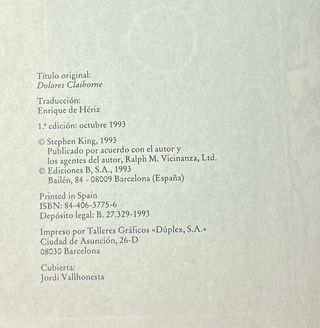 Título original:
Dolores Claiborne
Traducción:
Enrique de Hériz
1.ª edición: octubre 1993
© Stephen King, 1993
Publicado por acuerdo con el autor y
los agentes del autor, Ralph M. Vicinanza, Ltd.
© Ediciones B, S.A., 1993
Bailén, 84 - 08009 Barcelona (España)
Printed in Spain
ISBN: 84-406-3775-6
Depósito legal: B. 27.329-1993
Impreso por Talleres Gráficos «Dúplex, S.A.»
Ciudad de Asunción, 26-D
08030 Barcelona
Cubierta:
Jordi Vallhonesta